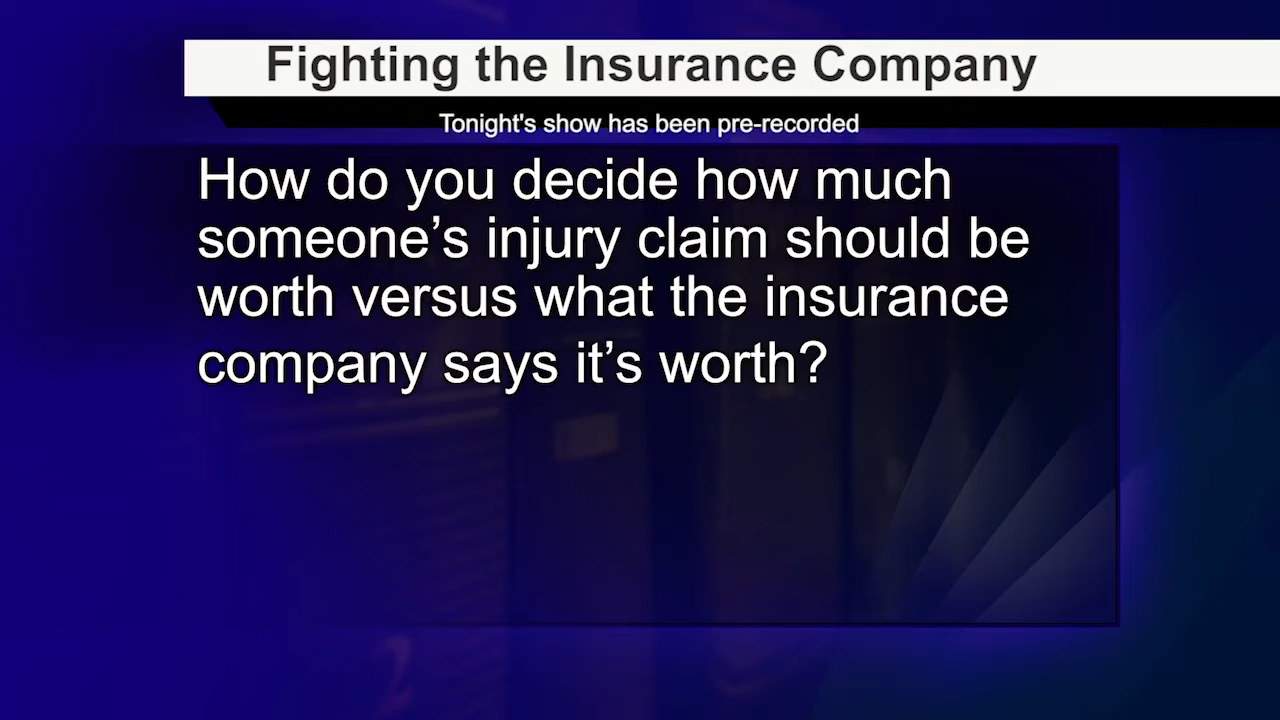 Fighting the Insurance Company
Tonight's show has been pre-recorded
How do you decide how much
someone’s injury claim should be
worth versus what the insurance
company says it’s worth?